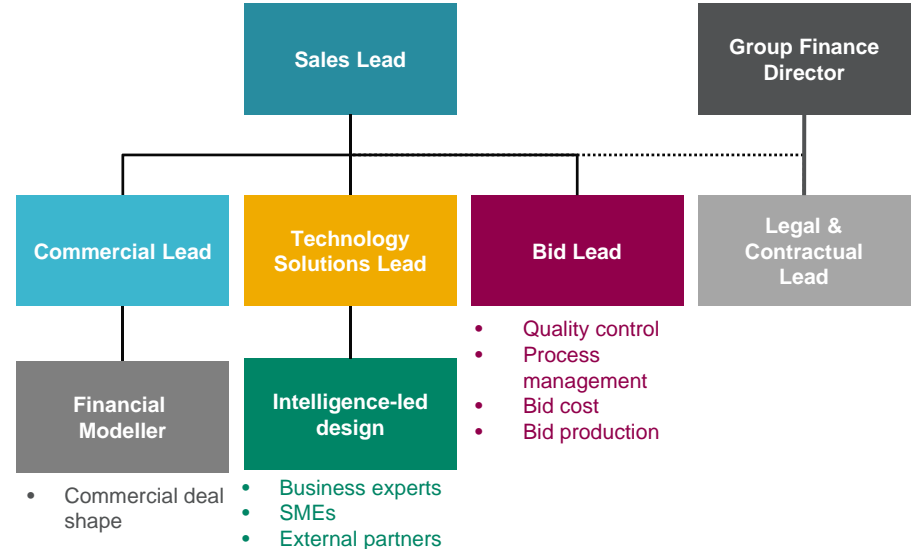 Sales Lead
Group Finance
Director
Commercial Lead
Technology
Solutions Lead
Bid Lead
Legal &
Contractual
Lead
• Quality control
• Process
management
• Bid cost
• Bid production
Financial
Modeller
Intelligence-led
design
• Commercial deal
shape
• Business experts
• SMEs
• External partners